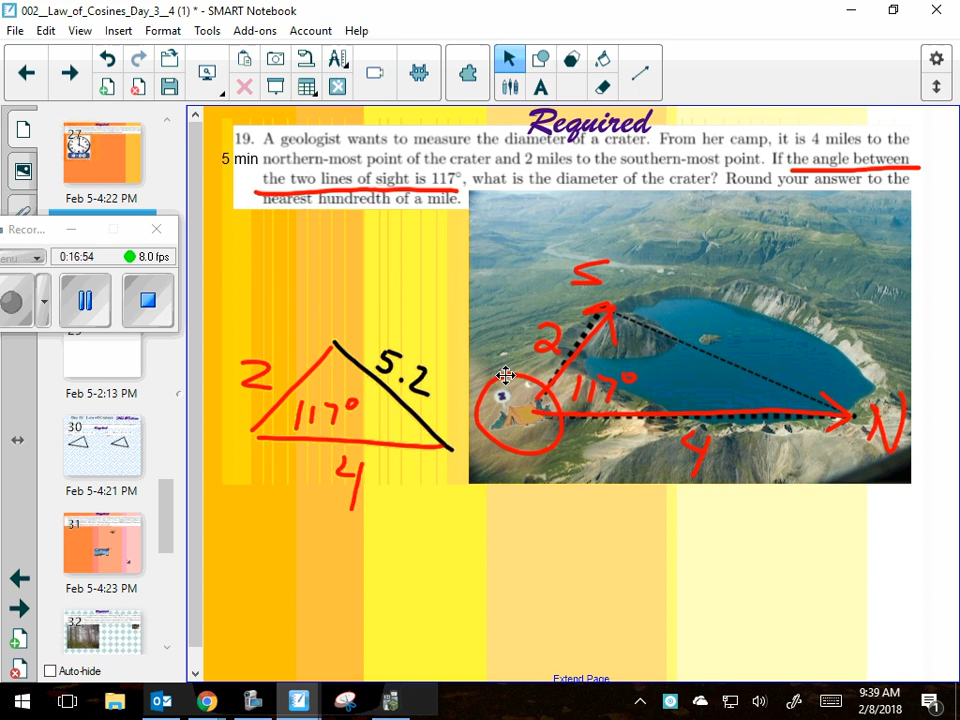 002__Law_of_Cosines_Day_3__4 (1) * - SMART Notebook
File Edit View Insert Format Tools Add-ons Account Help
Required
19. A geologist wants to measure the diameter of a crater. From her camp, it is 4 miles to the
5 min northern-most point of the crater and 2 miles to the southern-most point. If the angle between
the two lines of sight is 117°, what is the diameter of the crater? Round your answer to the
nearest hundredth of a mile.
27
Feb 5-4:22 PM
Recor...
0:16:54 8.0 fps
Feb 5-2:13 PM
30
Feb 5-4:21 PM
31
Feb 5-4:23 PM
32
Auto-hide
2
5.2
117°
4
S
2
117°
4
N
Extend Page
9:39 AM
2/8/2018
1